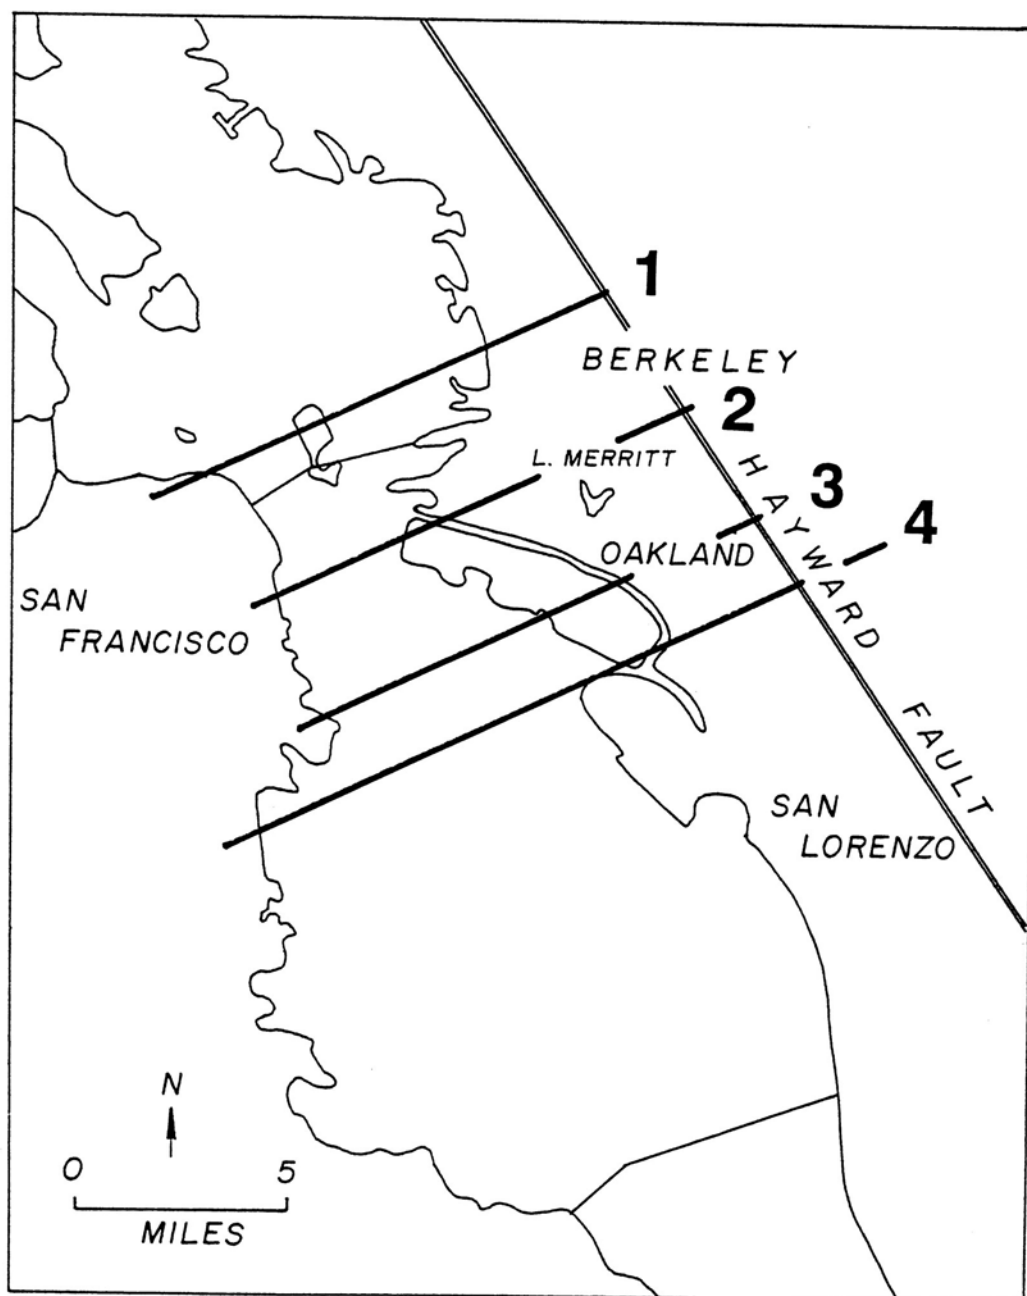 1
BERKELEY
2
L. MERRITT
HAYWARD FAULT
3
4
OAKLAND
SAN
FRANCISCO
SAN
LORENZO
N
0 5
MILES